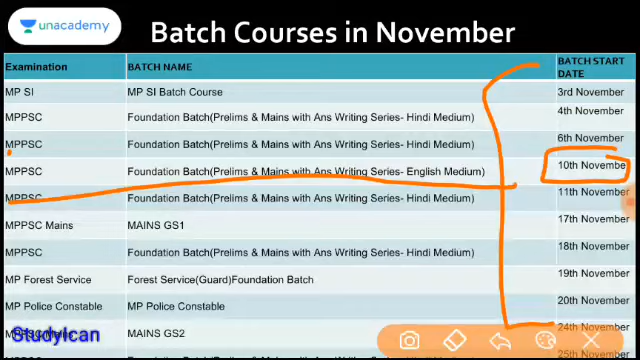 unacademy
Batch Courses in November
Examination BATCH NAME BATCH START DATE
MP SI MP SI Batch Course 3rd November
MPPSC Foundation Batch(Prelims & Mains with Ans Writing Series- Hindi Medium) 4th November
MPPSC Foundation Batch(Prelims & Mains with Ans Writing Series- Hindi Medium) 6th November
MPPSC Foundation Batch(Prelims & Mains with Ans Writing Series- English Medium) 10th Novembe
MPPSC Foundation Batch(Prelims & Mains with Ans Writing Series- Hindi Medium) 11th November
MPPSC Mains MAINS GS1 17th November
MPPSC Foundation Batch(Prelims & Mains with Ans Writing Series- Hindi Medium) 18th November
MP Forest Service Forest Service(Guard)Foundation Batch 19th November
MP Police Constable MP Police Constable 20th November
MPPSC Mains MAINS GS2 24th November
StudyIcan
25th November